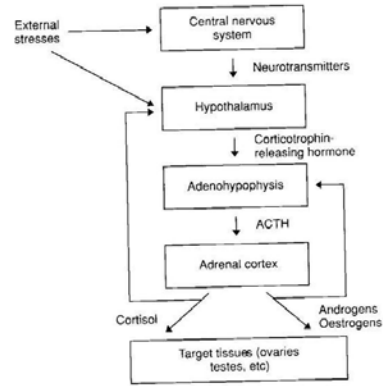 External
stresses
Central nervous
system
Neurotransmitters
Hypothalamus
Corticotrophin-
releasing hormone
Adenohypophysis
ACTH
Adrenal cortex
Cortisol
Androgens
Oestrogens
Target tissues (ovaries
testes, etc)